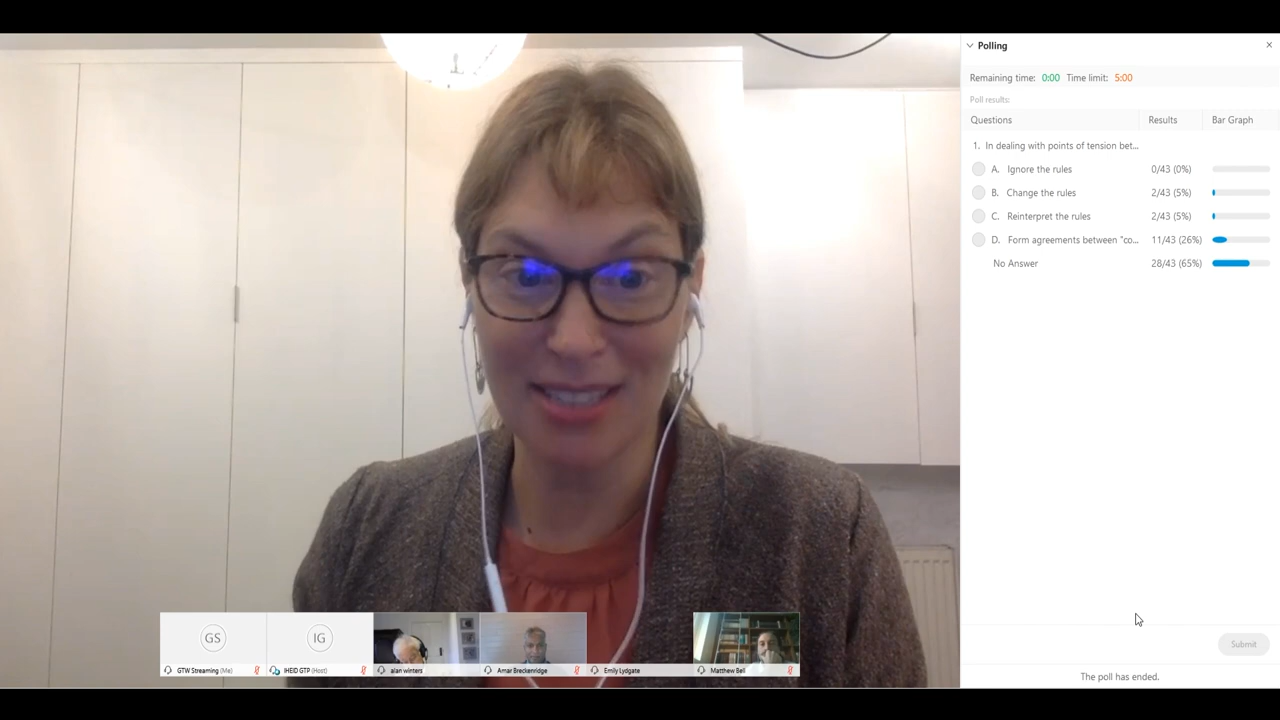 Polling
Remaining time: 0:00 Time limit: 5:00
Poll results:
Questions Results Bar Graph
1. In dealing with points of tension bet...
A. Ignore the rules 0/43 (0%)
B. Change the rules 2/43 (5%)
C. Reinterpret the rules 2/43 (5%)
D. Form agreements between "co... 11/43 (26%)
No Answer 28/43 (65%)
Submit
The poll has ended.
GS IG
GTW Streaming (Me) IHEID GTP (Host) alan winters Amar Breckenridge Emily Lydgate Matthew Bell